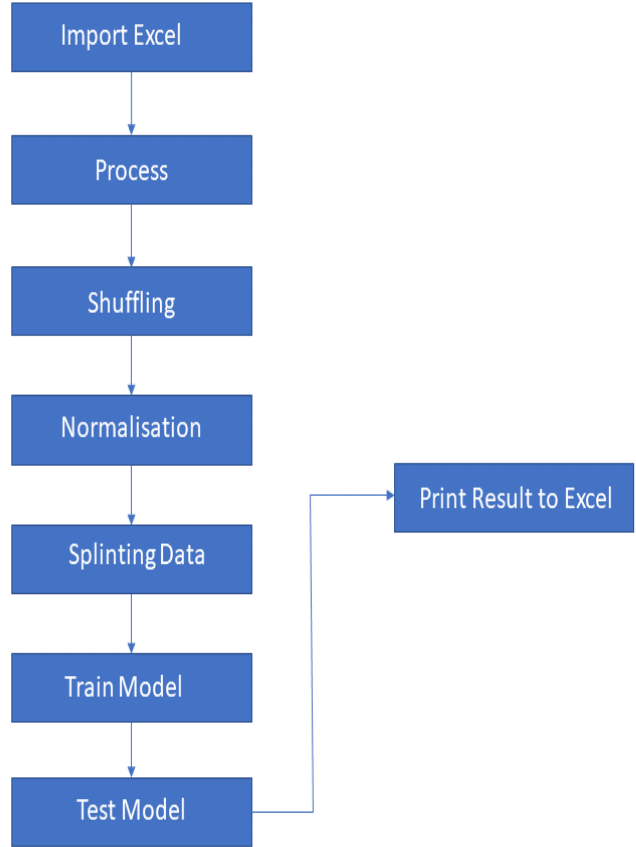 Import Excel
Process
Shuffling
Normalisation
Splinting Data
Train Model
Test Model
Print Result to Excel